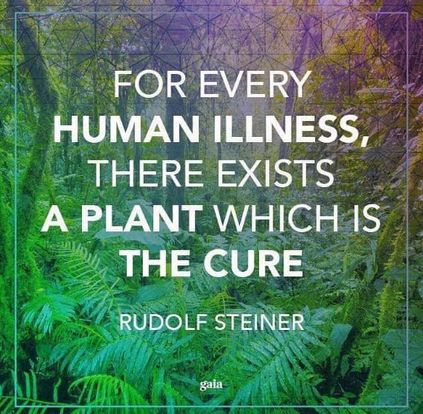 FOR EVERY
HUMAN ILLNESS,
THERE EXISTS
A PLANT WHICH IS
THE CURE
RUDOLF STEINER
gaia